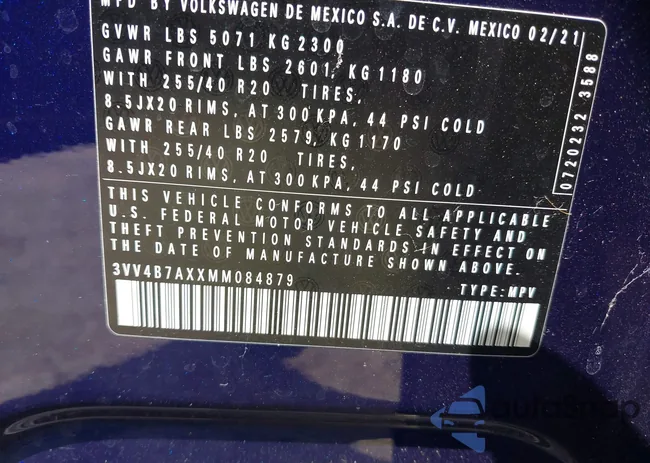 MFD BY VOLKSWAGEN DE MEXICO S.A. DE C.V. MEXICO 02/21
GVWR LBS 5071 KG 2300
GAWR FRONT LBS 2601, KG 1180
WITH 255/40 R20 TIRES,
8.5JX20 RIMS, AT 300 KPA, 44 PSI COLD
GAWR REAR LBS 2579, KG 1170
WITH 255/40 R20 TIRES,
8.5JX20 RIMS, AT 300 KPA, 44 PSI COLD
0720232 3588
THIS VEHICLE CONFORMS TO ALL APPLICABLE
U.S. FEDERAL MOTOR VEHICLE SAFETY AND
THEFT PREVENTION STANDARDS IN EFFECT ON
THE DATE OF MANUFACTURE SHOWN ABOVE.
3VV4B7AXXMM084879
TYPE: MPV
autosnap